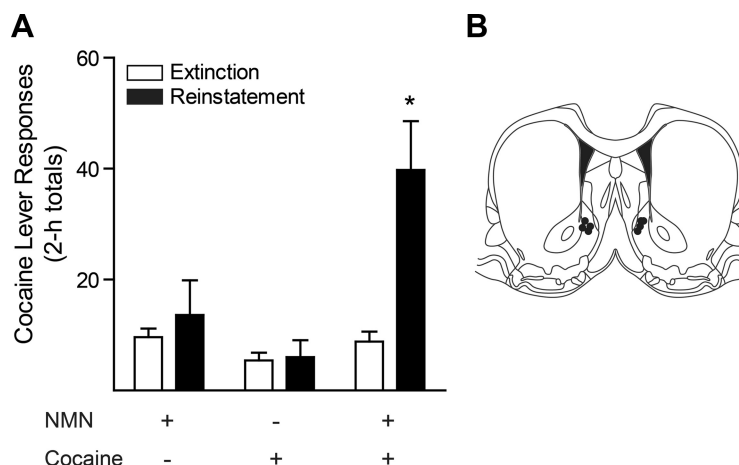 A
B
60
40
20
Cocaine Lever Responses
(2-h totals)
Extinction
Reinstatement
*
NMN + - +
Cocaine - + +